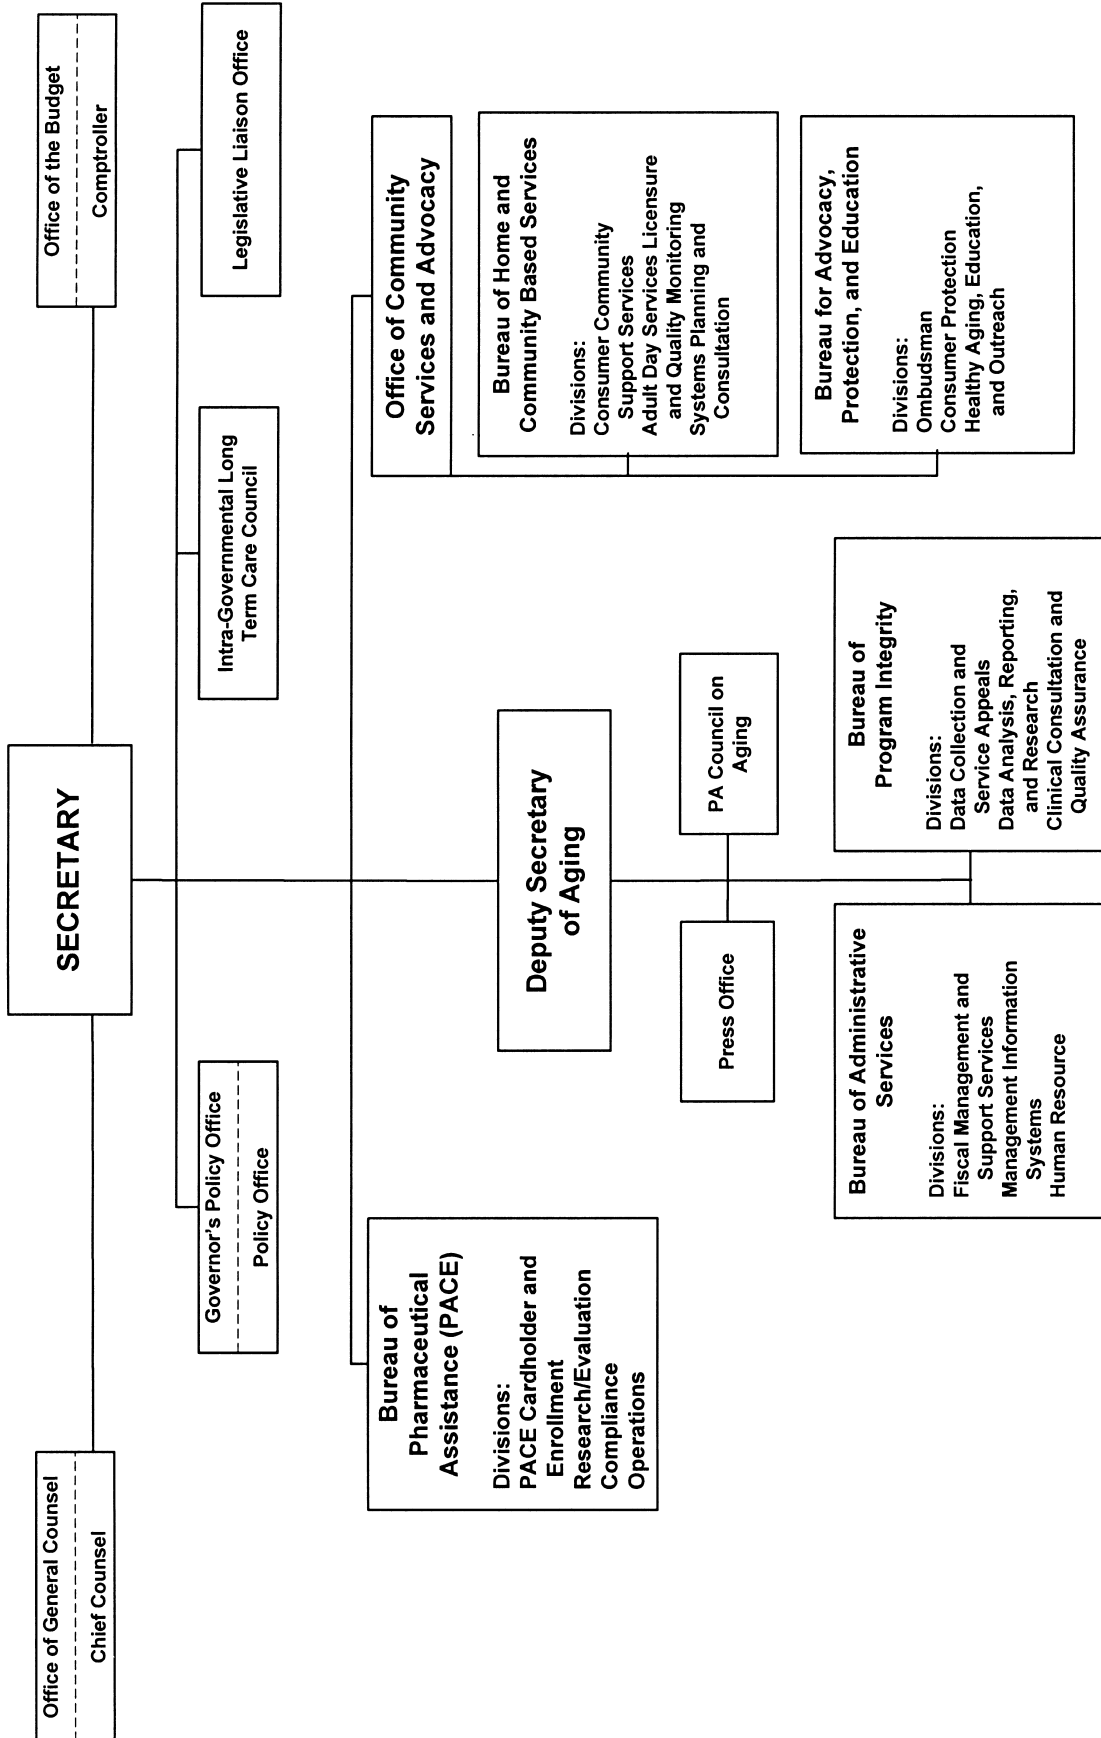 SECRETARY
Office of General Counsel
Chief Counsel
Office of the Budget
Comptroller
Governor's Policy Office
Policy Office
Intra-Governmental Long
Term Care Council
Legislative Liaison Office
Bureau of
Pharmaceutical
Assistance (PACE)
Divisions:
PACE Cardholder and
Enrollment
Research/Evaluation
Compliance
Operations
Deputy Secretary
of Aging
Office of Community
Services and Advocacy
Bureau of Home and
Community Based Services
Divisions:
Consumer Community
Support Services
Adult Day Services Licensure
and Quality Monitoring
Systems Planning and
Consultation
Press Office
PA Council on
Aging
Bureau for Advocacy,
Protection, and Education
Divisions:
Ombudsman
Consumer Protection
Healthy Aging, Education,
and Outreach
Bureau of Administrative
Services
Divisions:
Fiscal Management and
Support Services
Management Information
Systems
Human Resource
Bureau of
Program Integrity
Divisions:
Data Collection and
Service Appeals
Data Analysis, Reporting,
and Research
Clinical Consultation and
Quality Assurance